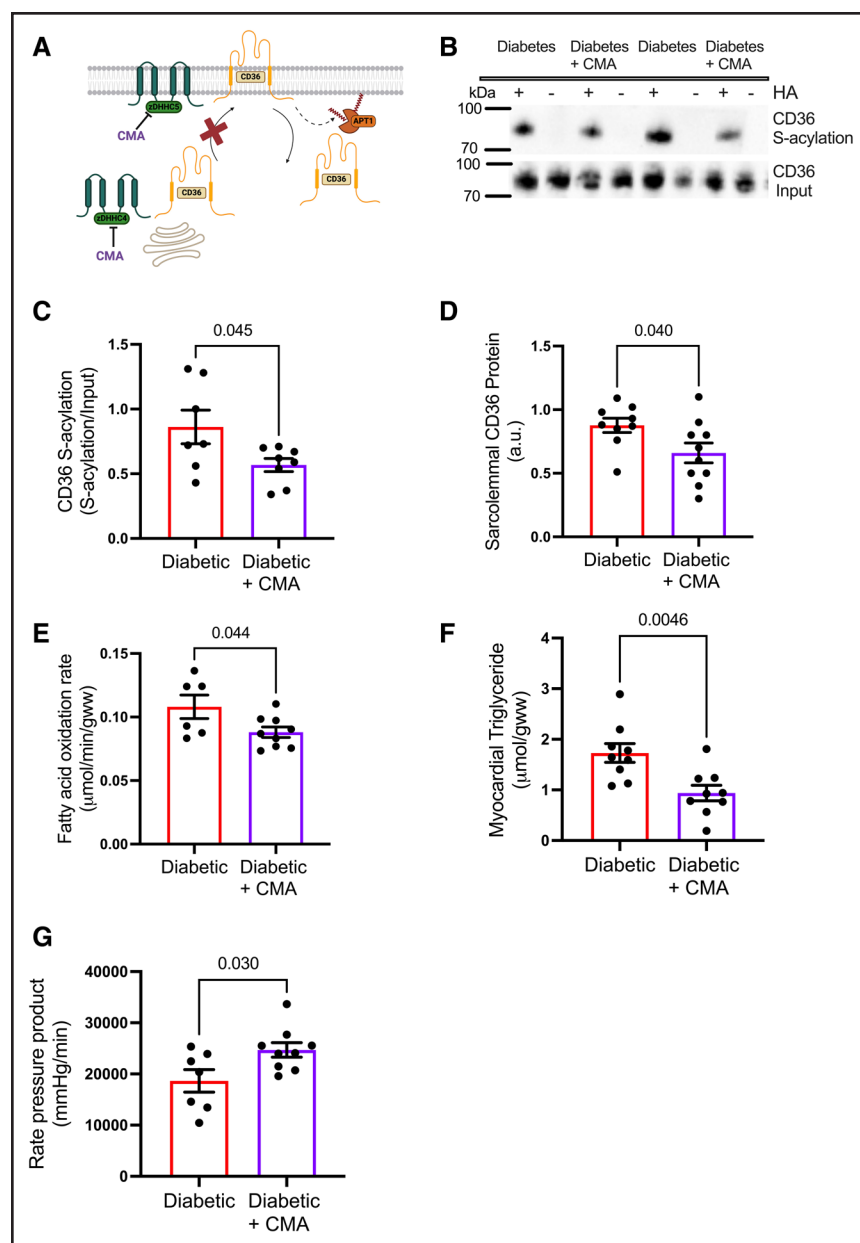 A
CD36
zDHHC5
CMA
APT1
CD36
CD36
zDHHC4
CMA
B
Diabetes Diabetes + CMA Diabetes Diabetes + CMA
kDa + - + - + - + - HA
100
70
CD36
S-acylation
100
70
CD36
Input
C
0.045
CD36 S-acylation
(S-acylation/Input)
1.5
1.0
0.5
0.0
Diabetic Diabetic
+ CMA
D
0.040
Sarcolemmal CD36 Protein
(a.u.)
1.5
1.0
0.5
0.0
Diabetic Diabetic
+ CMA
E
0.044
Fatty acid oxidation rate
(μmol/min/gww)
0.15
0.10
0.05
0.00
Diabetic Diabetic
+ CMA
F
0.0046
Myocardial Triglyceride
(μmol/gww)
4
3
2
1
0
Diabetic Diabetic
+ CMA
G
0.030
Rate pressure product
(mmHg/min)
40000
30000
20000
10000
0
Diabetic Diabetic
+ CMA